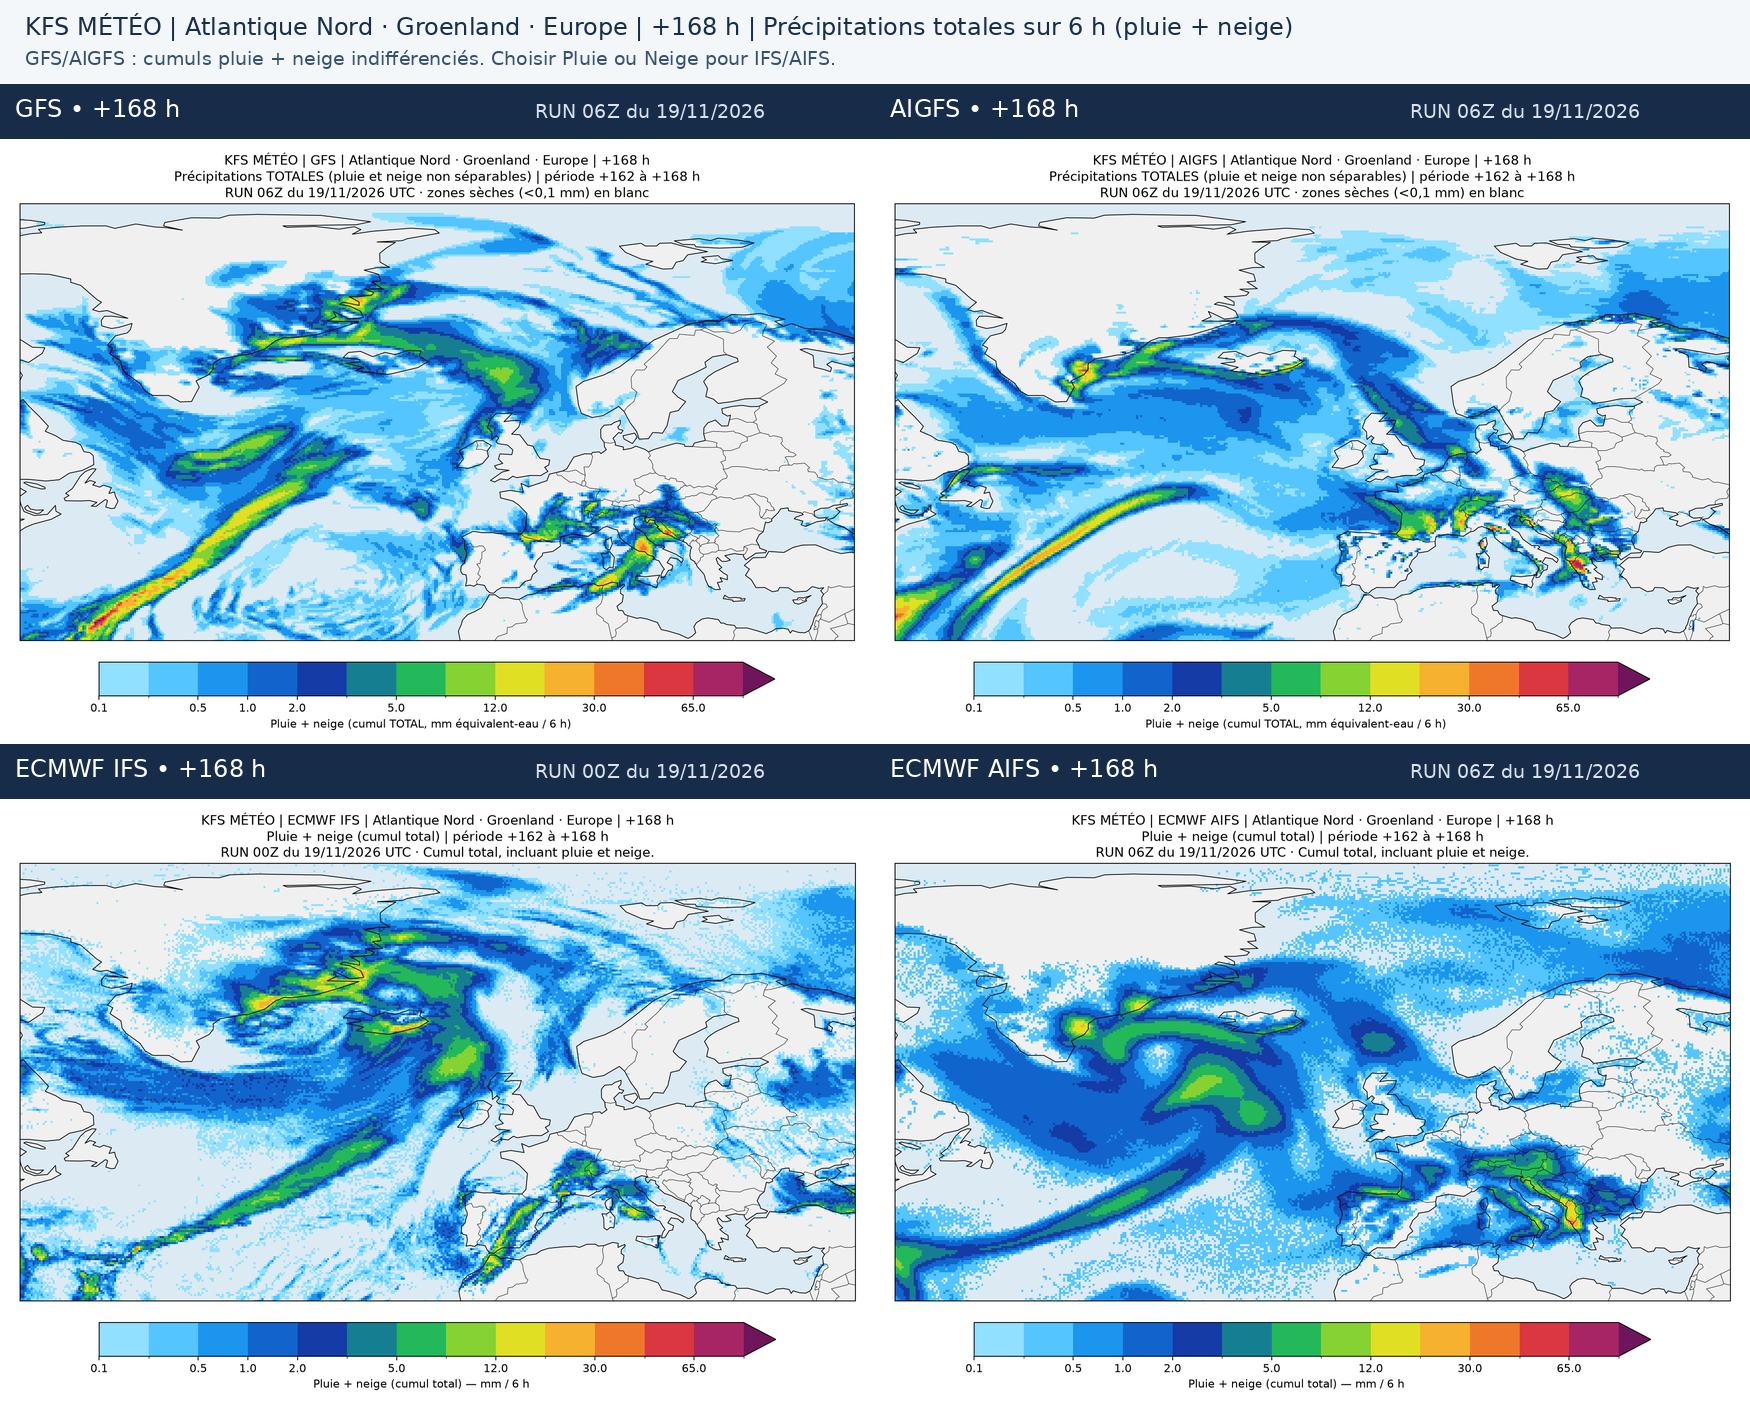 KFS MÉTÉO | Atlantique Nord · Groenland · Europe | +168 h | Précipitations totales sur 6 h (pluie + neige)
GFS/AIGFS : cumuls pluie + neige indifférenciés. Choisir Pluie ou Neige pour IFS/AIFS.
GFS • +168 h
RUN 06Z du 19/11/2026
AIGFS • +168 h
RUN 06Z du 19/11/2026
KFS MÉTÉO | GFS | Atlantique Nord · Groenland · Europe | +168 h
Précipitations TOTALES (pluie et neige non séparables) | période +162 à +168 h
RUN 06Z du 19/11/2026 UTC · zones sèches (<0,1 mm) en blanc
KFS MÉTÉO | AIGFS | Atlantique Nord · Groenland · Europe | +168 h
Précipitations TOTALES (pluie et neige non séparables) | période +162 à +168 h
RUN 06Z du 19/11/2026 UTC · zones sèches (<0,1 mm) en blanc
0.1 0.5 1.0 2.0 5.0 12.0 30.0 65.0
Pluie + neige (cumul TOTAL, mm équivalent-eau / 6 h)
0.1 0.5 1.0 2.0 5.0 12.0 30.0 65.0
Pluie + neige (cumul TOTAL, mm équivalent-eau / 6 h)
ECMWF IFS • +168 h
RUN 00Z du 19/11/2026
ECMWF AIFS • +168 h
RUN 06Z du 19/11/2026
KFS MÉTÉO | ECMWF IFS | Atlantique Nord · Groenland · Europe | +168 h
Pluie + neige (cumul total) | période +162 à +168 h
RUN 00Z du 19/11/2026 UTC · Cumul total, incluant pluie et neige.
KFS MÉTÉO | ECMWF AIFS | Atlantique Nord · Groenland · Europe | +168 h
Pluie + neige (cumul total) | période +162 à +168 h
RUN 06Z du 19/11/2026 UTC · Cumul total, incluant pluie et neige.
0.1 0.5 1.0 2.0 5.0 12.0 30.0 65.0
Pluie + neige (cumul total) — mm / 6 h
0.1 0.5 1.0 2.0 5.0 12.0 30.0 65.0
Pluie + neige (cumul total) — mm / 6 h